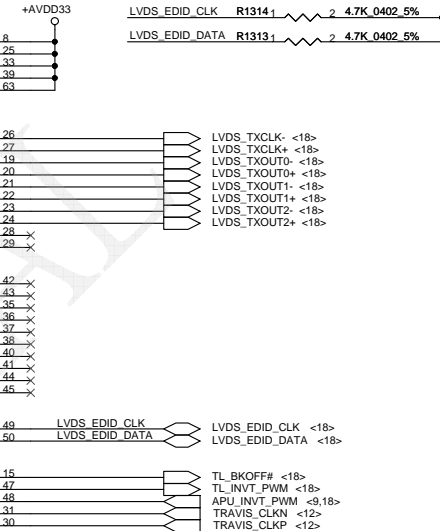 +AVDD33
LVDS_EDID_CLK R1314 1 2 4.7K_0402_5%
LVDS_EDID_DATA R1313 1 2 4.7K_0402_5%
8
25
33
39
63
26 LVDS_TXCLK- <18>
27 LVDS_TXCLK+ <18>
19 LVDS_TXOUT0- <18>
20 LVDS_TXOUT0+ <18>
21 LVDS_TXOUT1- <18>
22 LVDS_TXOUT1+ <18>
23 LVDS_TXOUT2- <18>
24 LVDS_TXOUT2+ <18>
28
29
42
43
35
36
37
38
40
41
44
45
49 LVDS_EDID_CLK LVDS_EDID_CLK <18>
50 LVDS_EDID_DATA LVDS_EDID_DATA <18>
15 TL_BKOFF# <18>
47 TL_INVT_PWM <18>
48 APU_INVT_PWM <9,18>
31 TRAVIS_CLKN <12>
30 TRAVIS_CLKP <12>